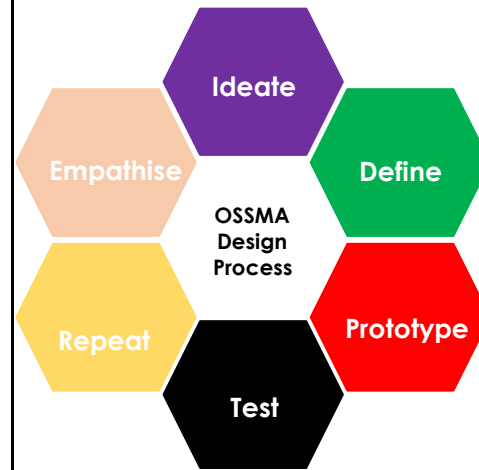 Ideate
Empathise
Define
OSSMA
Design
Process
Repeat
Prototype
Test